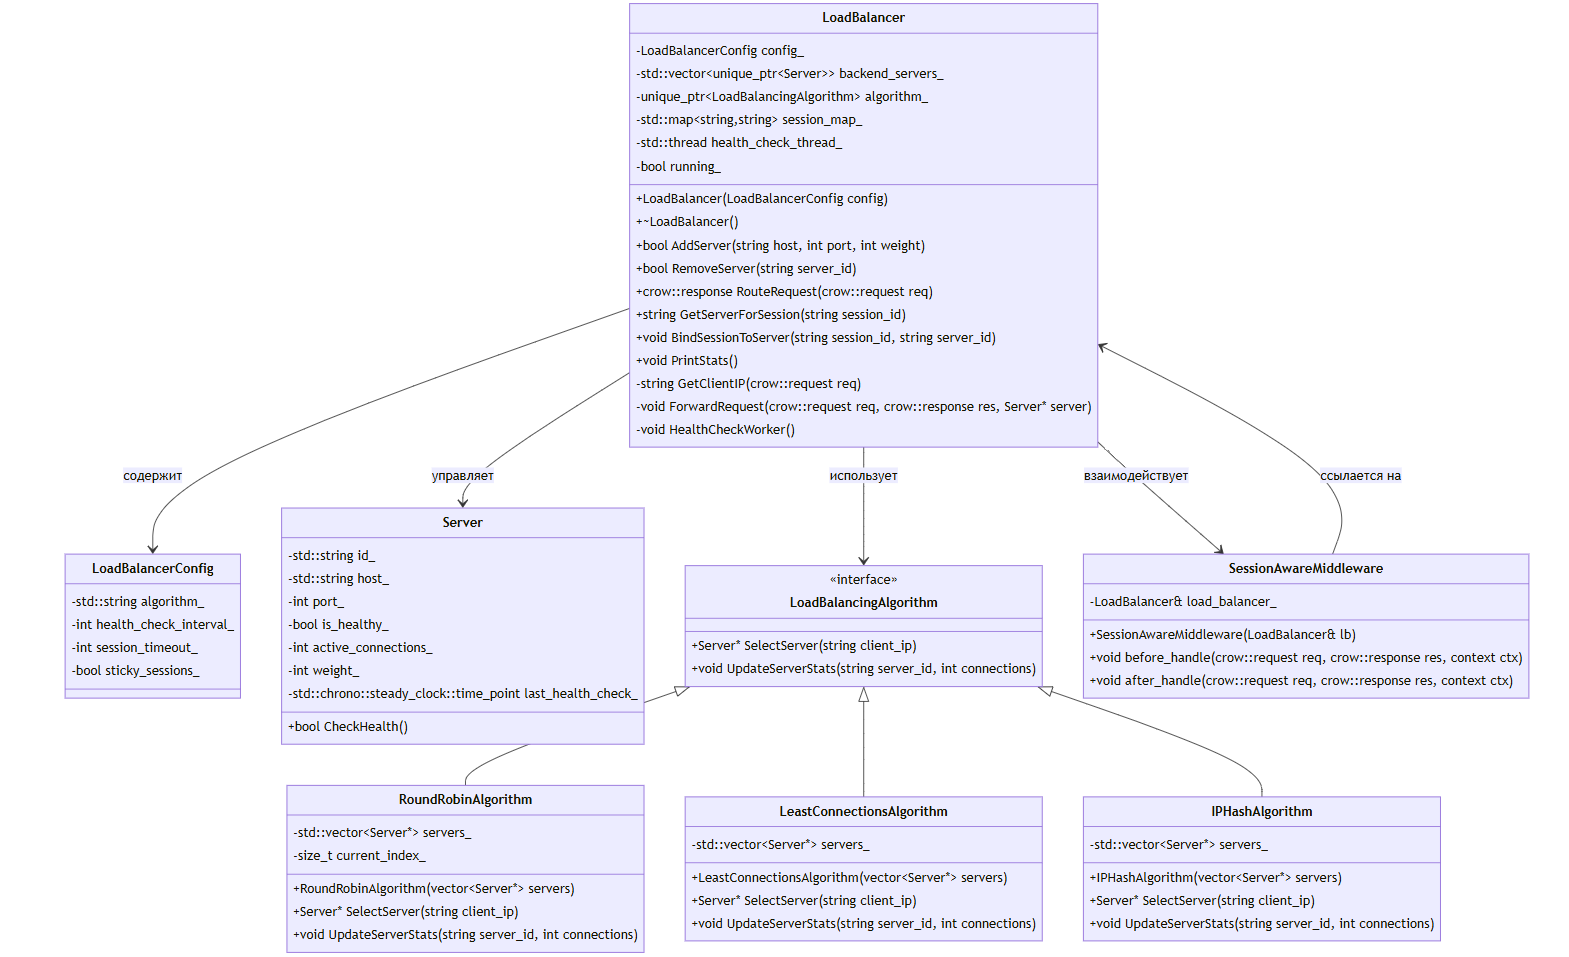 LoadBalancer
-LoadBalancerConfig config_
-std::vector<unique_ptr<Server>> backend_servers_
-unique_ptr<LoadBalancingAlgorithm> algorithm_
-std::map<string,string> session_map_
-std::thread health_check_thread_
-bool running_
+LoadBalancer(LoadBalancerConfig config)
+~LoadBalancer()
+bool AddServer(string host, int port, int weight)
+bool RemoveServer(string server_id)
+crow::response RouteRequest(crow::request req)
+string GetServerForSession(string session_id)
+void BindSessionToServer(string session_id, string server_id)
+void PrintStats()
-string GetClientIP(crow::request req)
-void ForwardRequest(crow::request req, crow::response res, Server* server)
-void HealthCheckWorker()
содержит
управляет
использует
взаимодействует
ссылается на
LoadBalancerConfig
-std::string algorithm_
-int health_check_interval_
-int session_timeout_
-bool sticky_sessions_
Server
-std::string id_
-std::string host_
-int port_
-bool is_healthy_
-int active_connections_
-int weight_
-std::chrono::steady_clock::time_point last_health_check_
+bool CheckHealth()
«interface»
LoadBalancingAlgorithm
+Server* SelectServer(string client_ip)
+void UpdateServerStats(string server_id, int connections)
SessionAwareMiddleware
-LoadBalancer& load_balancer_
+SessionAwareMiddleware(LoadBalancer& lb)
+void before_handle(crow::request req, crow::response res, context ctx)
+void after_handle(crow::request req, crow::response res, context ctx)
RoundRobinAlgorithm
-std::vector<Server*> servers_
-size_t current_index_
+RoundRobinAlgorithm(vector<Server*> servers)
+Server* SelectServer(string client_ip)
+void UpdateServerStats(string server_id, int connections)
LeastConnectionsAlgorithm
-std::vector<Server*> servers_
+LeastConnectionsAlgorithm(vector<Server*> servers)
+Server* SelectServer(string client_ip)
+void UpdateServerStats(string server_id, int connections)
IPHashAlgorithm
-std::vector<Server*> servers_
+IPHashAlgorithm(vector<Server*> servers)
+Server* SelectServer(string client_ip)
+void UpdateServerStats(string server_id, int connections)